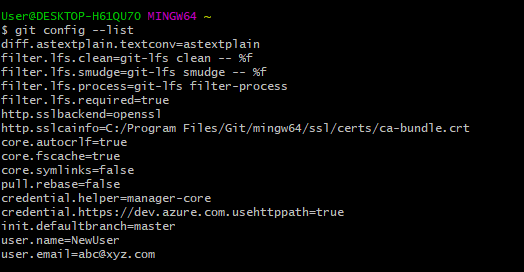 User@DESKTOP-H61QU7O MINGW64 ~
$ git config --list
diff.astextplain.textconv=astextplain
filter.lfs.clean=git-lfs clean -- %f
filter.lfs.smudge=git-lfs smudge -- %f
filter.lfs.process=git-lfs filter-process
filter.lfs.required=true
http.sslbackend=openssl
http.sslcainfo=C:/Program Files/Git/mingw64/ssl/certs/ca-bundle.crt
core.autocrlf=true
core.fscache=true
core.symlinks=false
pull.rebase=false
credential.helper=manager-core
credential.https://dev.azure.com.usehttppath=true
init.defaultbranch=master
user.name=NewUser
user.email=abc@xyz.com